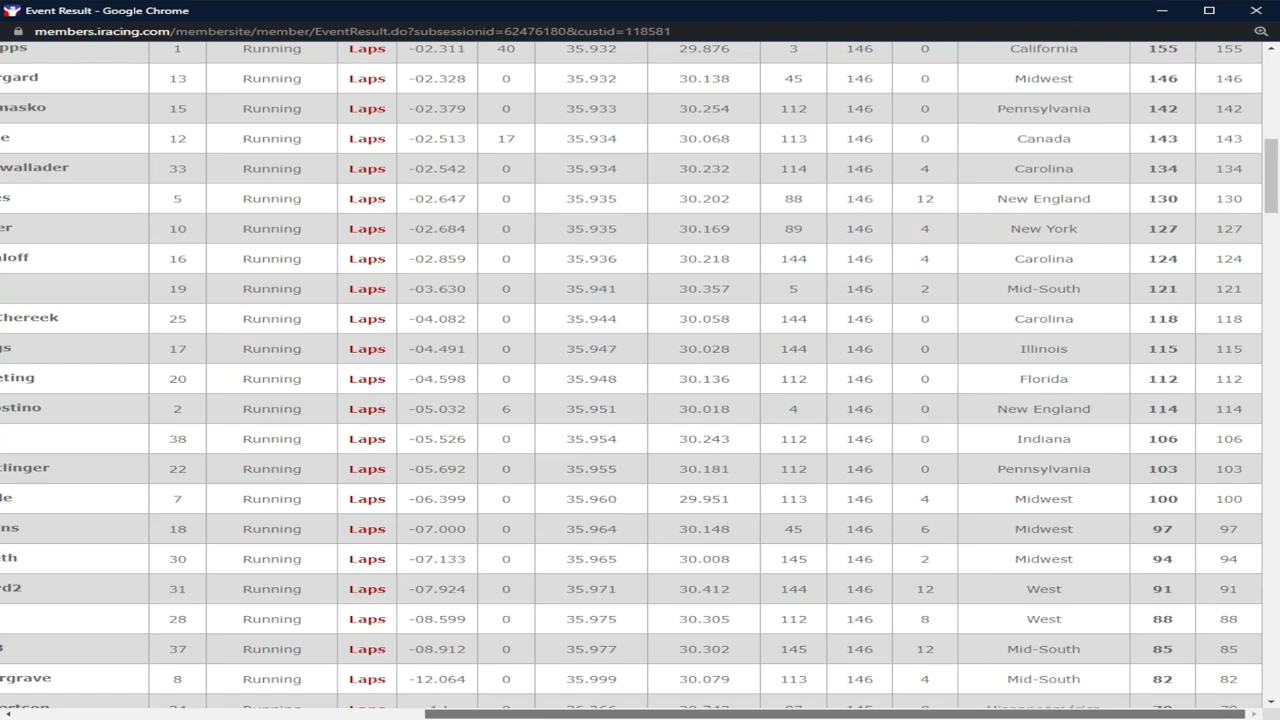 Event Result - Google Chrome
members.iracing.com/membersite/member/EventResult.do?subsessionid=62476180&custid=118581
pps 1 Running Laps -02.311 40 35.932 29.876 3 146 0 California 155 155
rgard 13 Running Laps -02.328 0 35.932 30.138 45 146 0 Midwest 146 146
masko 15 Running Laps -02.379 0 35.933 30.254 112 146 0 Pennsylvania 142 142
e 12 Running Laps -02.513 17 35.934 30.068 113 146 0 Canada 143 143
wallader 33 Running Laps -02.542 0 35.934 30.232 114 146 4 Carolina 134 134
es 5 Running Laps -02.647 0 35.935 30.202 88 146 12 New England 130 130
er 10 Running Laps -02.684 0 35.935 30.169 89 146 4 New York 127 127
loff 16 Running Laps -02.859 0 35.936 30.218 144 146 4 Carolina 124 124
19 Running Laps -03.630 0 35.941 30.357 5 146 2 Mid-South 121 121
Chereek 25 Running Laps -04.082 0 35.944 30.058 144 146 0 Carolina 118 118
gs 17 Running Laps -04.491 0 35.947 30.028 144 146 0 Illinois 115 115
eting 20 Running Laps -04.598 0 35.948 30.136 112 146 0 Florida 112 112
ostino 2 Running Laps -05.032 6 35.951 30.018 4 146 0 New England 114 114
38 Running Laps -05.526 0 35.954 30.243 112 146 0 Indiana 106 106
tlinger 22 Running Laps -05.692 0 35.955 30.181 112 146 0 Pennsylvania 103 103
le 7 Running Laps -06.399 0 35.960 29.951 113 146 4 Midwest 100 100
ns 18 Running Laps -07.000 0 35.964 30.148 45 146 6 Midwest 97 97
eth 30 Running Laps -07.133 0 35.965 30.008 145 146 2 Midwest 94 94
rd2 31 Running Laps -07.924 0 35.971 30.412 144 146 12 West 91 91
28 Running Laps -08.599 0 35.975 30.305 112 146 8 West 88 88
37 Running Laps -08.912 0 35.977 30.302 145 146 12 Mid-South 85 85
rgrave 8 Running Laps -12.064 0 35.999 30.079 113 146 4 Mid-South 82 82